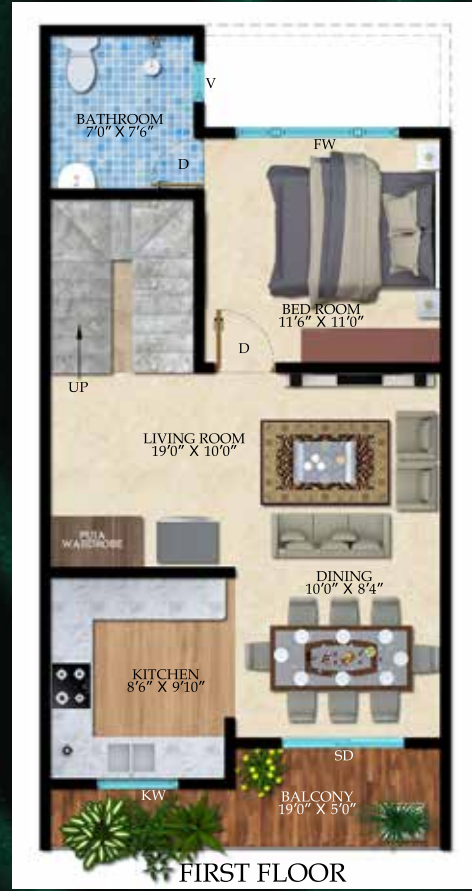 V
BATHROOM
7'0" X 7'6"
D
FW
BED ROOM
11'6" X 11'0"
D
UP
LIVING ROOM
19'0" X 10'0"
PUJA
WARDROBE
DINING
10'0" X 8'4"
KITCHEN
8'6" X 9'10"
SD
KW
BALCONY
19'0" X 5'0"
FIRST FLOOR